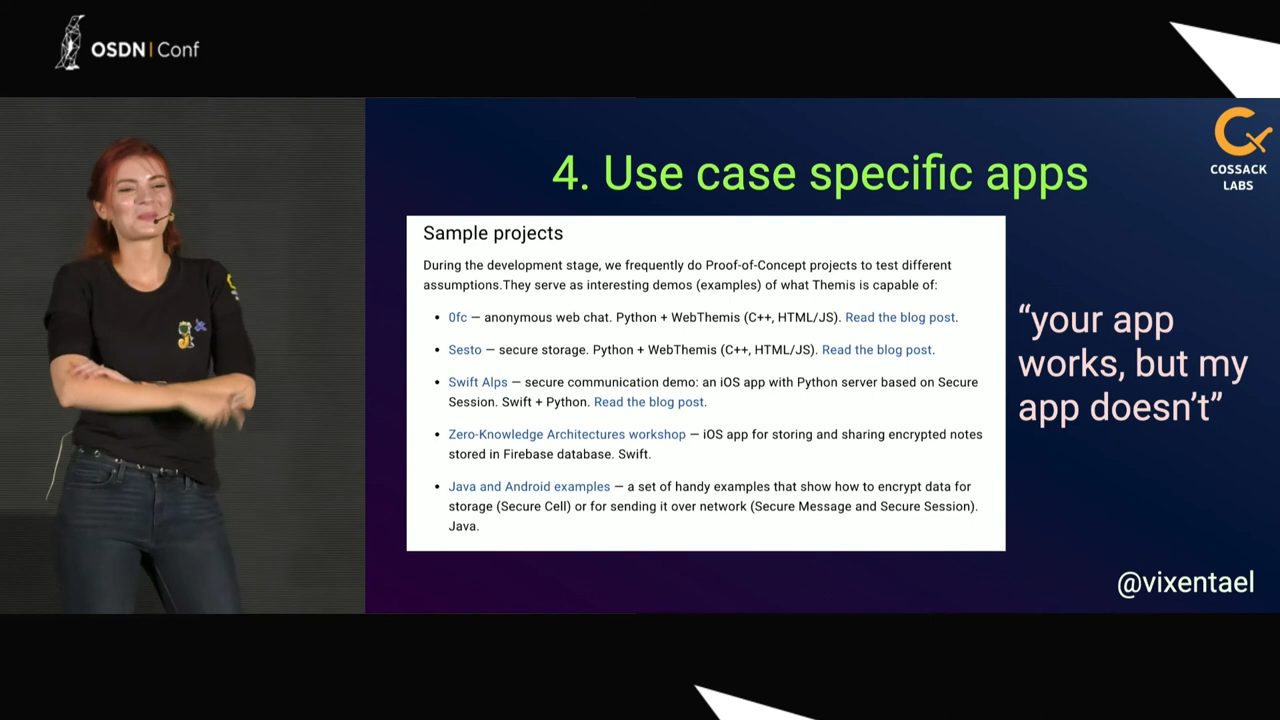 OSDN | Conf
COSSACK
LABS
4. Use case specific apps
Sample projects
During the development stage, we frequently do Proof-of-Concept projects to test different
assumptions.They serve as interesting demos (examples) of what Themis is capable of:
• 0fc — anonymous web chat. Python + WebThemis (C++, HTML/JS). Read the blog post.
• Sesto — secure storage. Python + WebThemis (C++, HTML/JS). Read the blog post.
• Swift Alps — secure communication demo: an iOS app with Python server based on Secure
Session. Swift + Python. Read the blog post.
• Zero-Knowledge Architectures workshop — iOS app for storing and sharing encrypted notes
stored in Firebase database. Swift.
• Java and Android examples — a set of handy examples that show how to encrypt data for
storage (Secure Cell) or for sending it over network (Secure Message and Secure Session).
Java.
“your app
works, but my
app doesn’t”
@vixentael